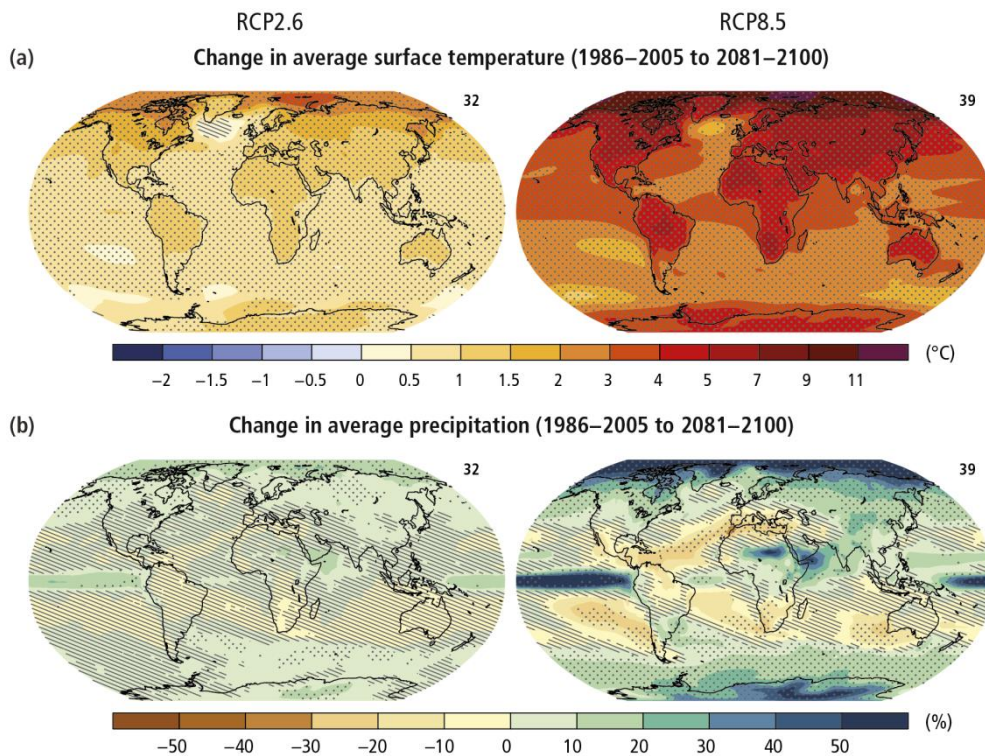 RCP2.6 RCP8.5
(a) Change in average surface temperature (1986–2005 to 2081–2100)
32 39
−2 −1.5 −1 −0.5 0 0.5 1 1.5 2 3 4 5 7 9 11 (°C)
(b) Change in average precipitation (1986–2005 to 2081–2100)
32 39
−50 −40 −30 −20 −10 0 10 20 30 40 50 (%)